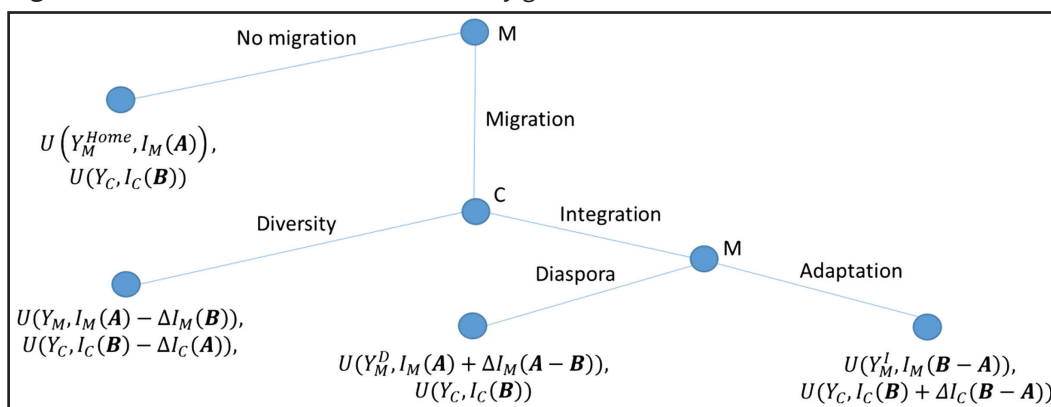 No migration
M
Migration
U(Y_M^{Home}, I_M(A)),
U(Y_C, I_C(B))
C
Diversity
Integration
M
Diaspora
Adaptation
U(Y_M, I_M(A) − ΔI_M(B)),
U(Y_C, I_C(B) − ΔI_C(A)),
U(Y_M^D, I_M(A) + ΔI_M(A − B)),
U(Y_C, I_C(B))
U(Y_M^I, I_M(B − A)),
U(Y_C, I_C(B) + ΔI_C(B − A))